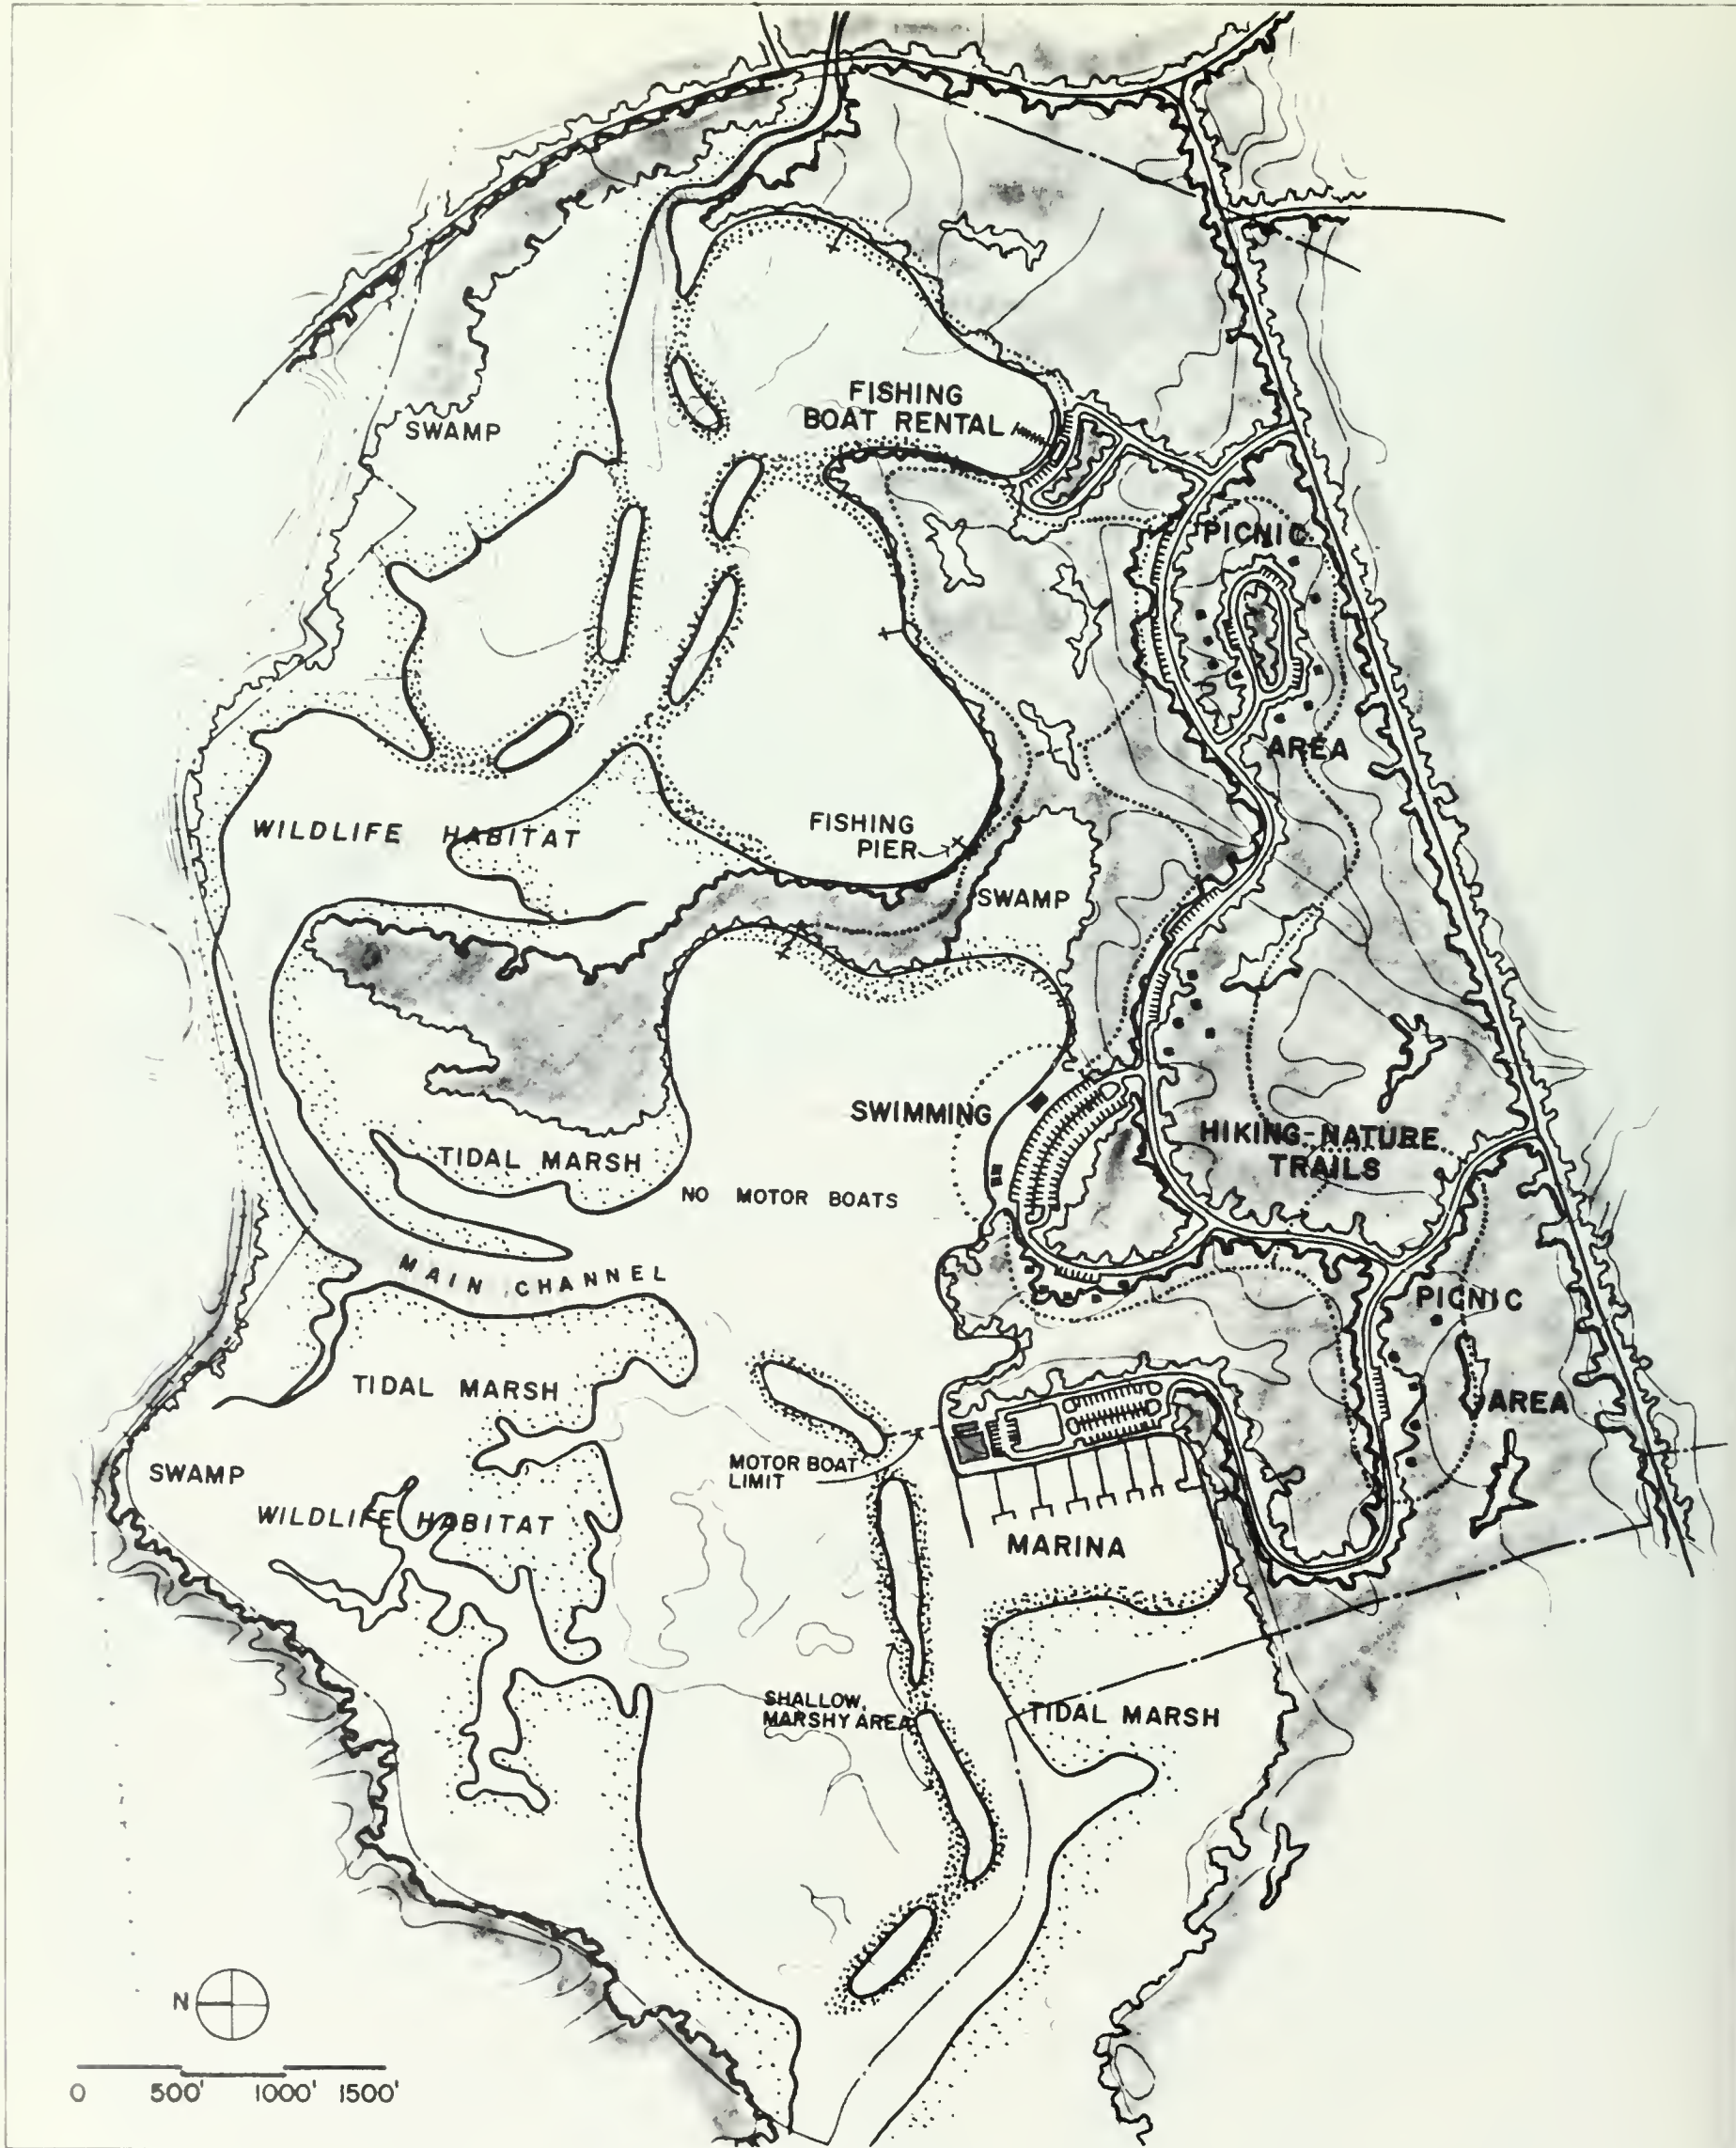 FISHING
BOAT RENTAL
SWAMP
PICNIC
AREA
WILDLIFE HABITAT
FISHING
PIER
SWAMP
SWIMMING
HIKING-NATURE
TRAILS
TIDAL MARSH
NO MOTOR BOATS
MAIN CHANNEL
PICNIC
AREA
TIDAL MARSH
MOTOR BOAT
LIMIT
SWAMP
WILDLIFE HABITAT
MARINA
SHALLOW,
MARSHY AREA
TIDAL MARSH
N
0 500' 1000' 1500'